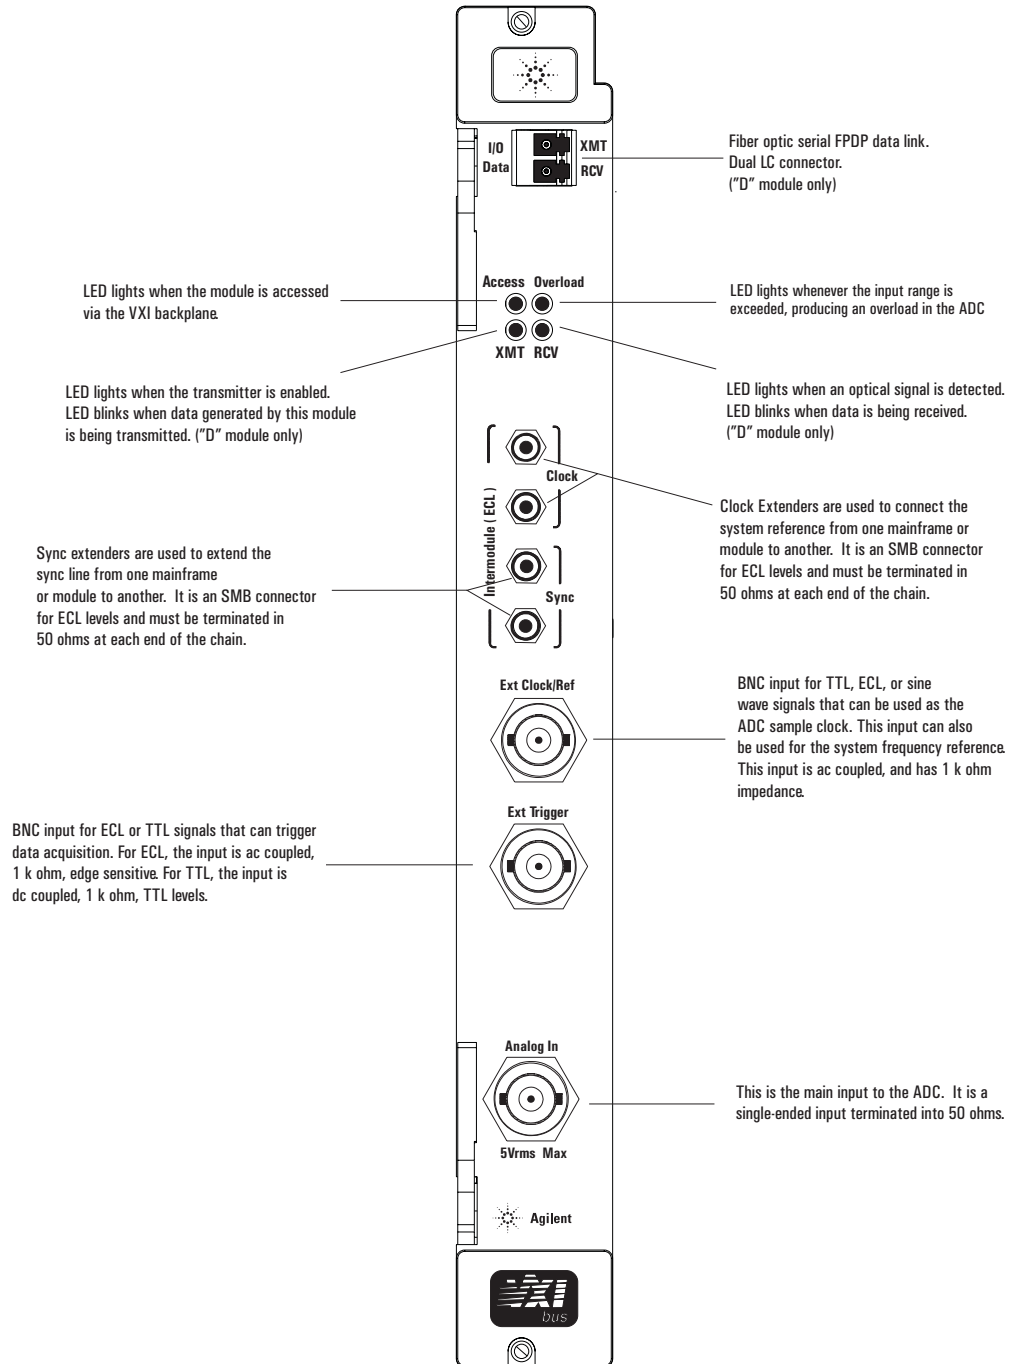 I/O
Data
XMT
RCV
Fiber optic serial FPDP data link.
Dual LC connector.
("D" module only)
Access Overload
XMT RCV
LED lights when the module is accessed
via the VXI backplane.
LED lights whenever the input range is
exceeded, producing an overload in the ADC
LED lights when the transmitter is enabled.
LED blinks when data generated by this module
is being transmitted. ("D" module only)
LED lights when an optical signal is detected.
LED blinks when data is being received.
("D" module only)
Intermodule ( ECL )
Clock
Sync
Clock Extenders are used to connect the
system reference from one mainframe or
module to another. It is an SMB connector
for ECL levels and must be terminated in
50 ohms at each end of the chain.
Sync extenders are used to extend the
sync line from one mainframe
or module to another. It is an SMB connector
for ECL levels and must be terminated in
50 ohms at each end of the chain.
Ext Clock/Ref
BNC input for TTL, ECL, or sine
wave signals that can be used as the
ADC sample clock. This input can also
be used for the system frequency reference.
This input is ac coupled, and has 1 k ohm
impedance.
Ext Trigger
BNC input for ECL or TTL signals that can trigger
data acquisition. For ECL, the input is ac coupled,
1 k ohm, edge sensitive. For TTL, the input is
dc coupled, 1 k ohm, TTL levels.
Analog In
5Vrms Max
This is the main input to the ADC. It is a
single-ended input terminated into 50 ohms.
Agilent
VXI
bus